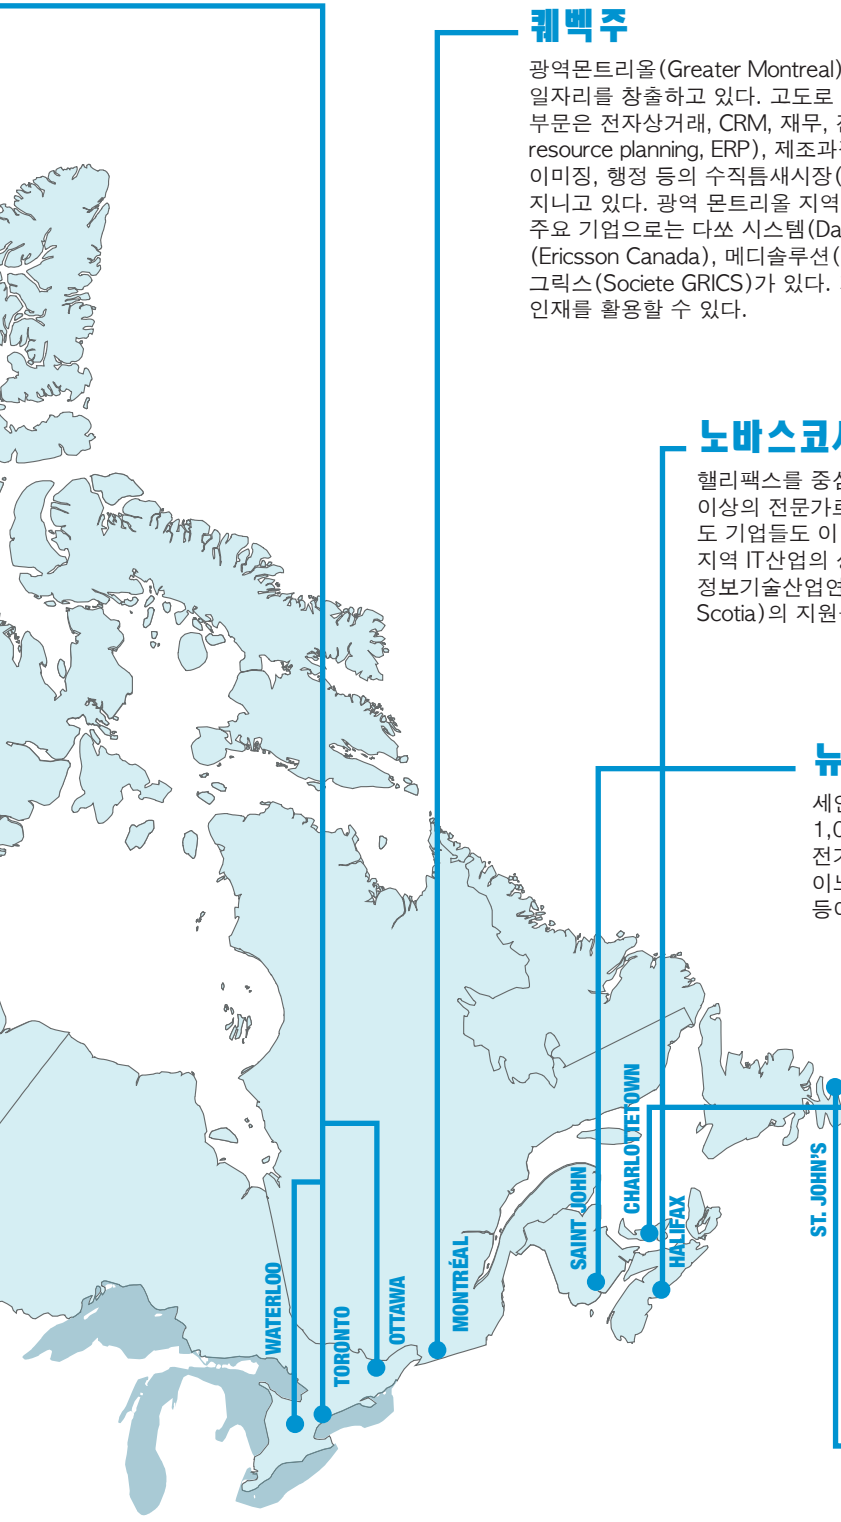 퀘벡주
광역몬트리올(Greater Montreal)
일자리를 창출하고 있다. 고도로
부문은 전자상거래, CRM, 재무,
resource planning, ERP), 제조과
이미징, 행정 등의 수직틈새시장(
지니고 있다. 광역 몬트리올 지역
주요 기업으로는 다쏘 시스템(Da
(Ericsson Canada), 메디솔루션(
그릭스(Societe GRICS)가 있다.
인재를 활용할 수 있다.
노바스코
핼리팩스를 중심
이상의 전문가로
도 기업들도 이
지역 IT산업의
정보기술산업연
Scotia)의 지원
뉴
세인
1,0
전기
이노
등이
CHARLOTTETOWN
ST. JOHN'S
SAINT JOHN
HALIFAX
MONTRÉAL
WATERLOO
OTTAWA
TORONTO